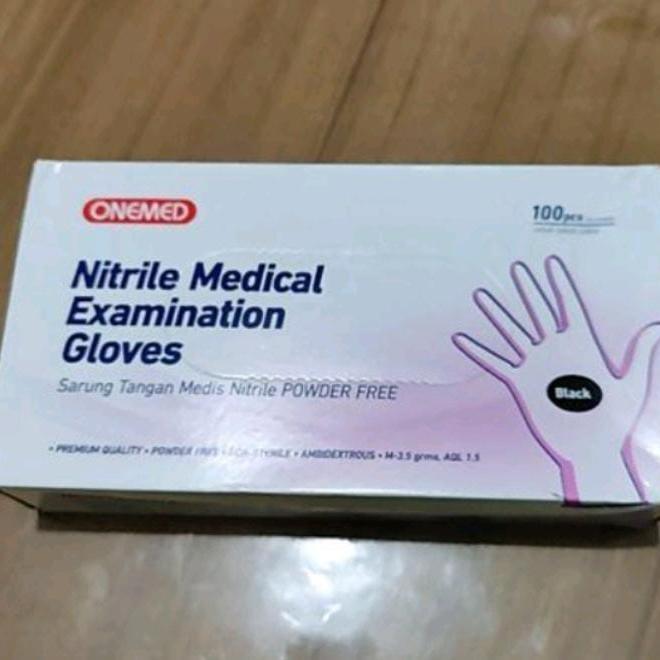 ONEMED
100pcs
Nitrile Medical
Examination
Gloves
Sarung Tangan Medis Nitrile POWDER FREE
Black
• PREMIUM QUALITY • POWDER FREE • NON-STERILE • AMBIDEXTROUS • M-3.5 grms, AQL 1.5